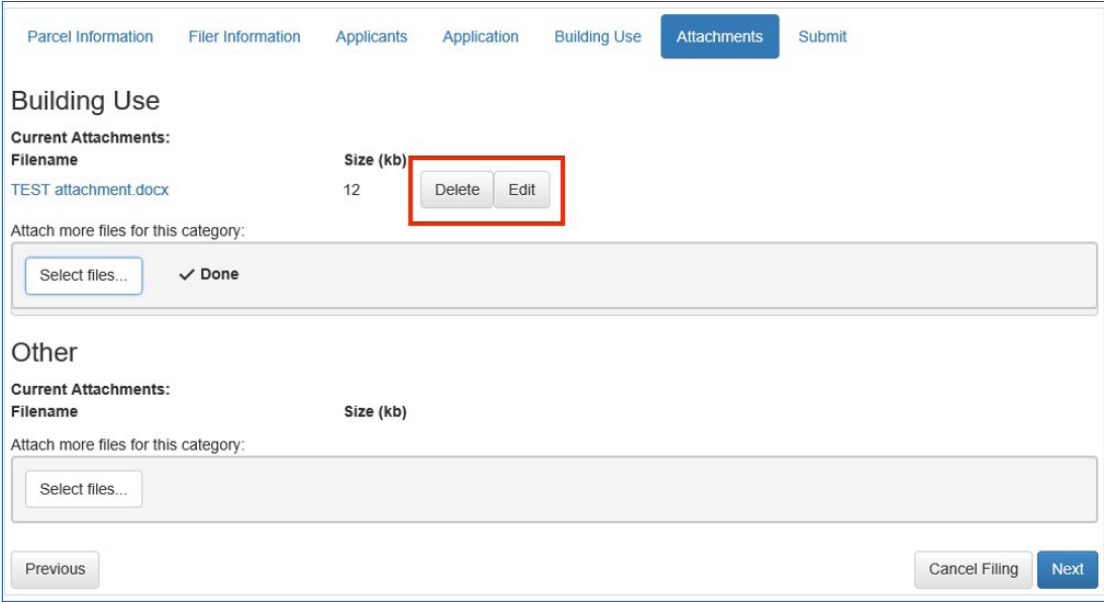 Parcel Information Filer Information Applicants Application Building Use Attachments Submit
Building Use
Current Attachments:
Filename Size (kb)
TEST attachment.docx 12 Delete Edit
Attach more files for this category:
Select files... ✓ Done
Other
Current Attachments:
Filename Size (kb)
Attach more files for this category:
Select files...
Previous Cancel Filing Next